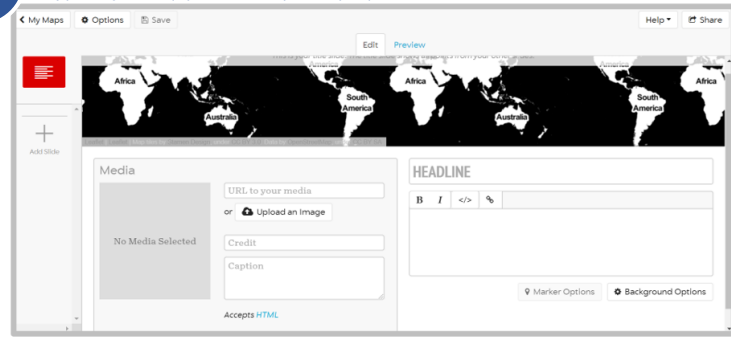 My Maps Options Save Help Share
Edit Preview
Africa
Australia
South
America
Africa
Australia
South
America
Africa
Add Slide
Media
URL to your media
or Upload an Image
No Media Selected
Credit
Caption
Accepts HTML
HEADLINE
B I </>
Marker Options Background Options